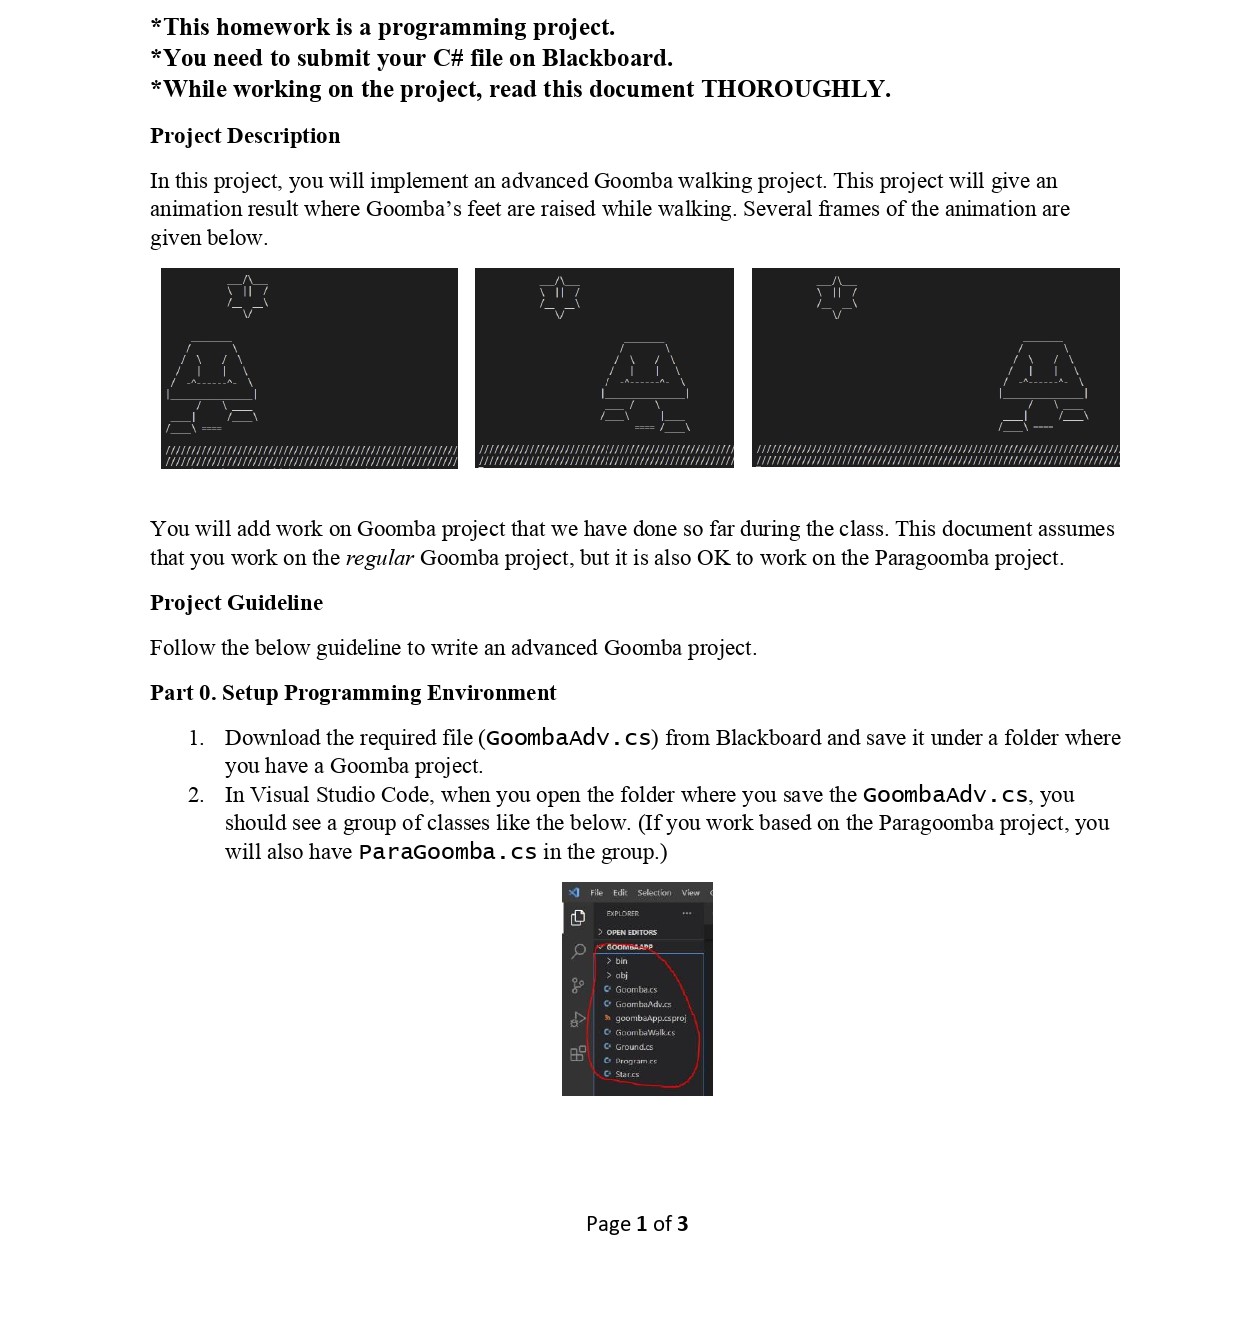 *This homework is a programming project.
*You need to submit your C# file on Blackboard.
*While working on the project, read this document THOROUGHLY.
Project Description
In this project, you will implement an advanced Goomba walking project. This project will give an
animation result where Goomba's feet are raised while walking. Several frames of the animation are
given below.
You will add work on Goomba project that we have done so far during the class. This document assumes
that you work on the regular Goomba project, but it is also OK to work on the Paragoomba project.
Project Guideline
Follow the below guideline to write an advanced Goomba project.
Part 0. Setup Programming Environment
1. Download the required file (GoombaAdv.cs) from Blackboard and save it under a folder where
you have a Goomba project.
2. In Visual Studio Code, when you open the folder where you save the GoombaAdv.cs, you
should see a group of classes like the below. (If you work based on the Paragoomba project, you
will also have ParaGoomba.cs in the group.)
File Edit Selection View
EXPLORER ...
> OPEN EDITORS
GOOMBAAPP
> bin
> obj
Goomba.cs
GoombaAdv.cs
goombaApp.csproj
GoombaWalk.cs
Ground.cs
Program.cs
Star.cs
Page 1 of 3